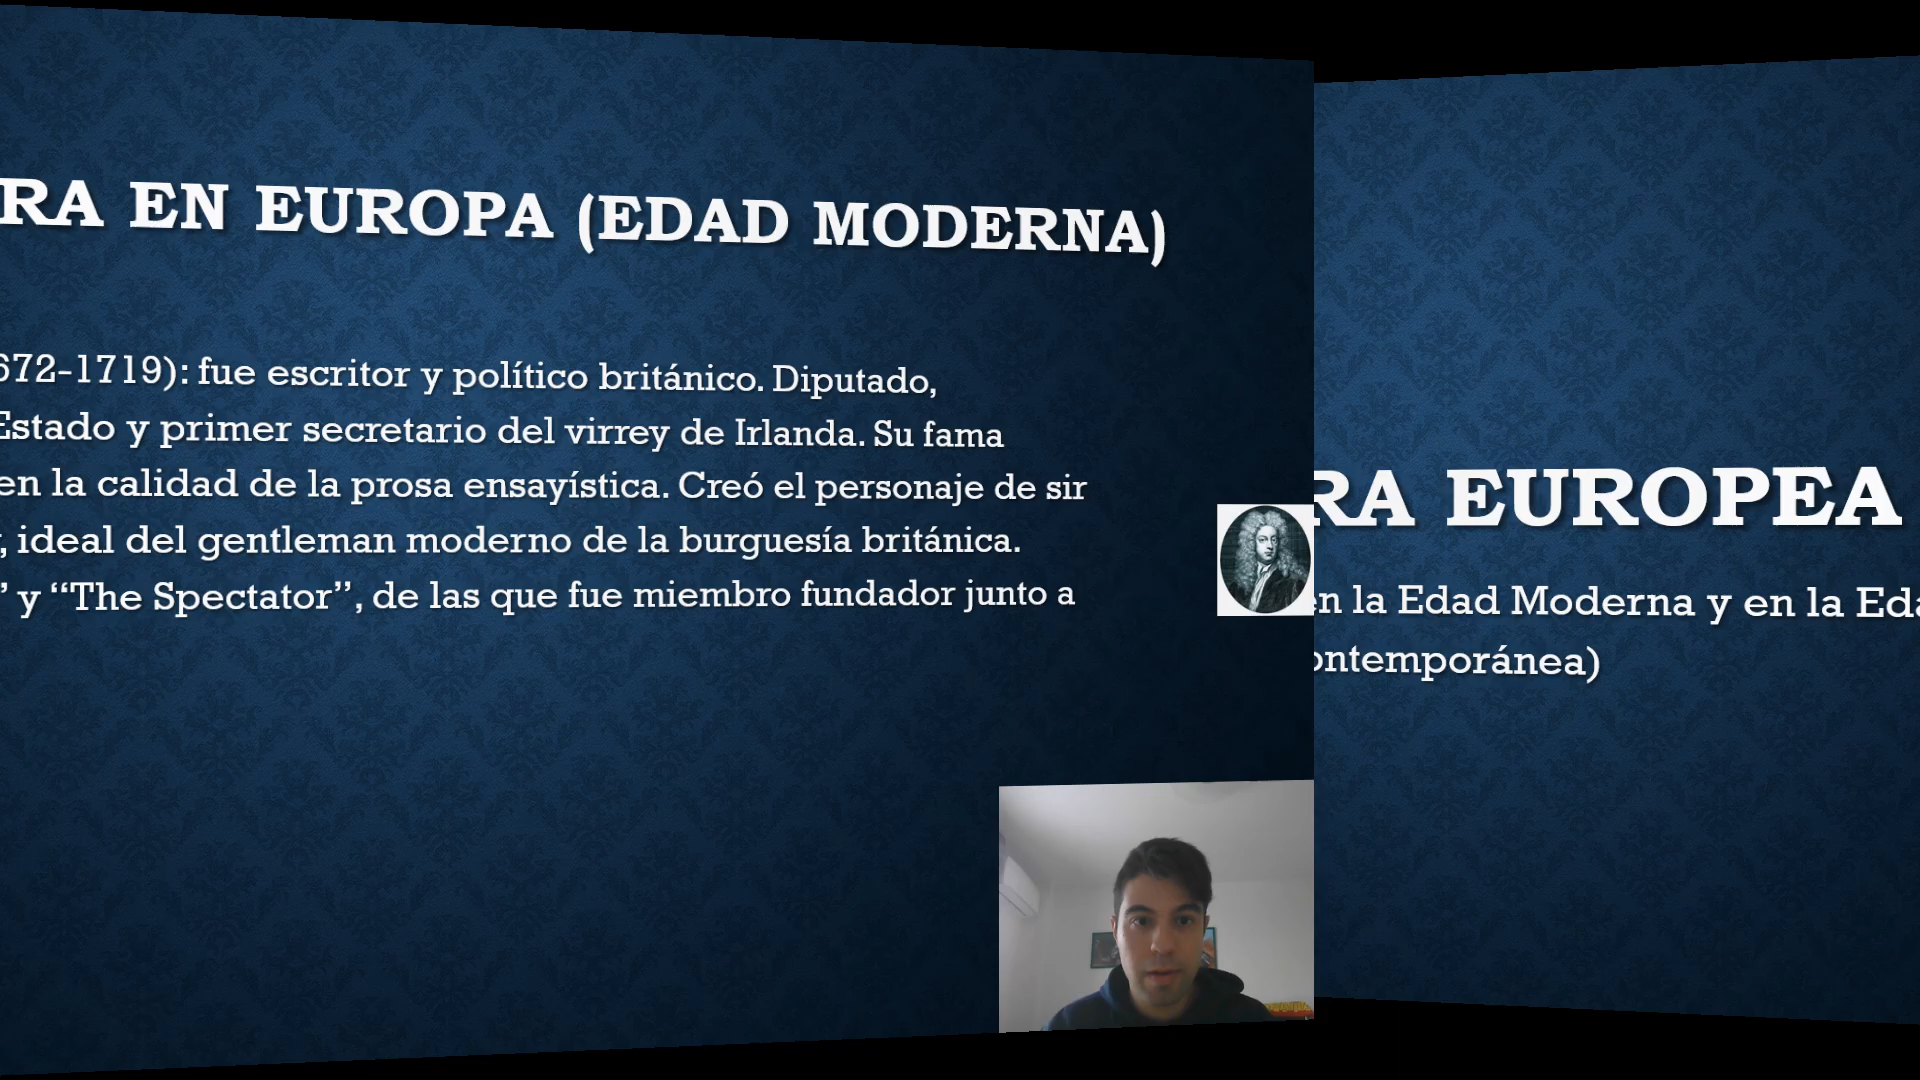 RA EN EUROPA (EDAD MODERNA)
672-1719): fue escritor y político británico. Diputado,
Estado y primer secretario del virrey de Irlanda. Su fama
en la calidad de la prosa ensayística. Creó el personaje de sir
, ideal del gentleman moderno de la burguesía británica.
” y “The Spectator”, de las que fue miembro fundador junto a
RA EUROPEA
en la Edad Moderna y en la Eda
ontemporánea)